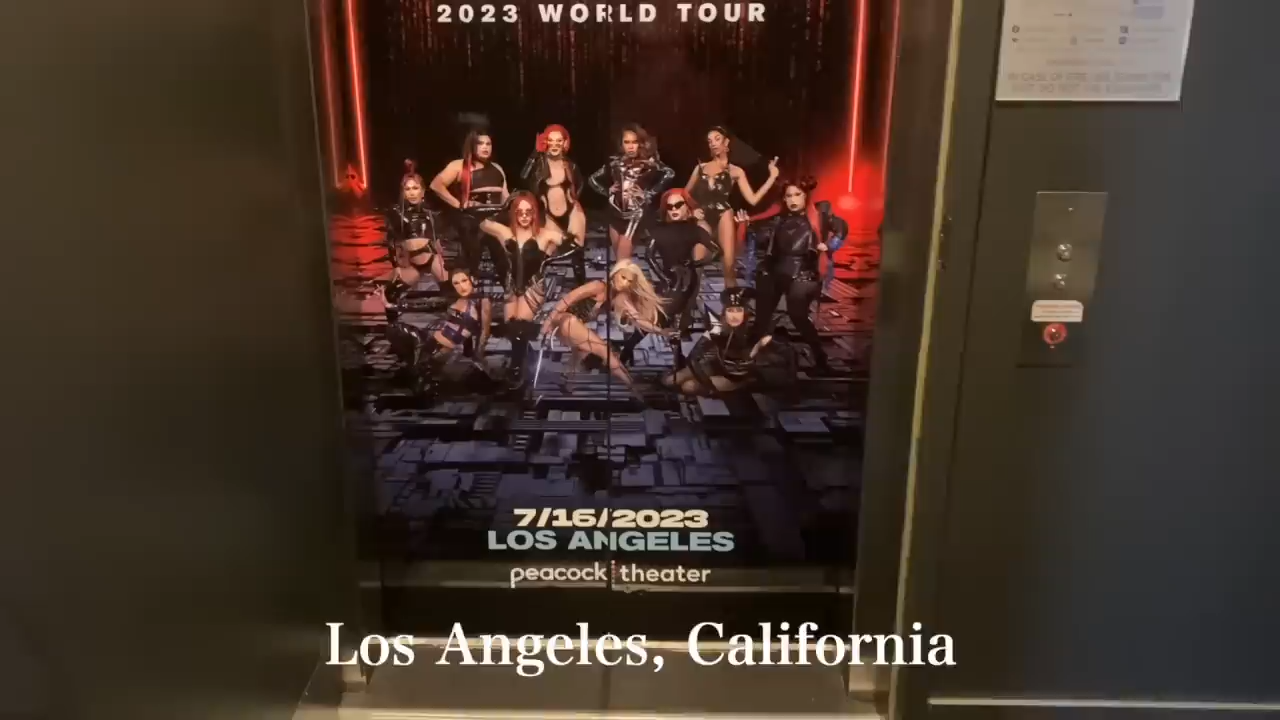 2023 WORLD TOUR
7/16/2023
LOS ANGELES
peacock theater
Los Angeles, California